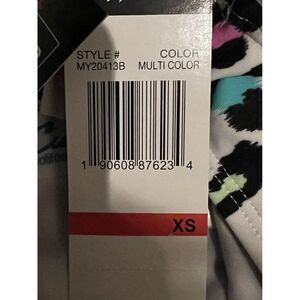 STYLE # COLOR
MY20413B MULTI COLOR
1 90608 87623 4
XS